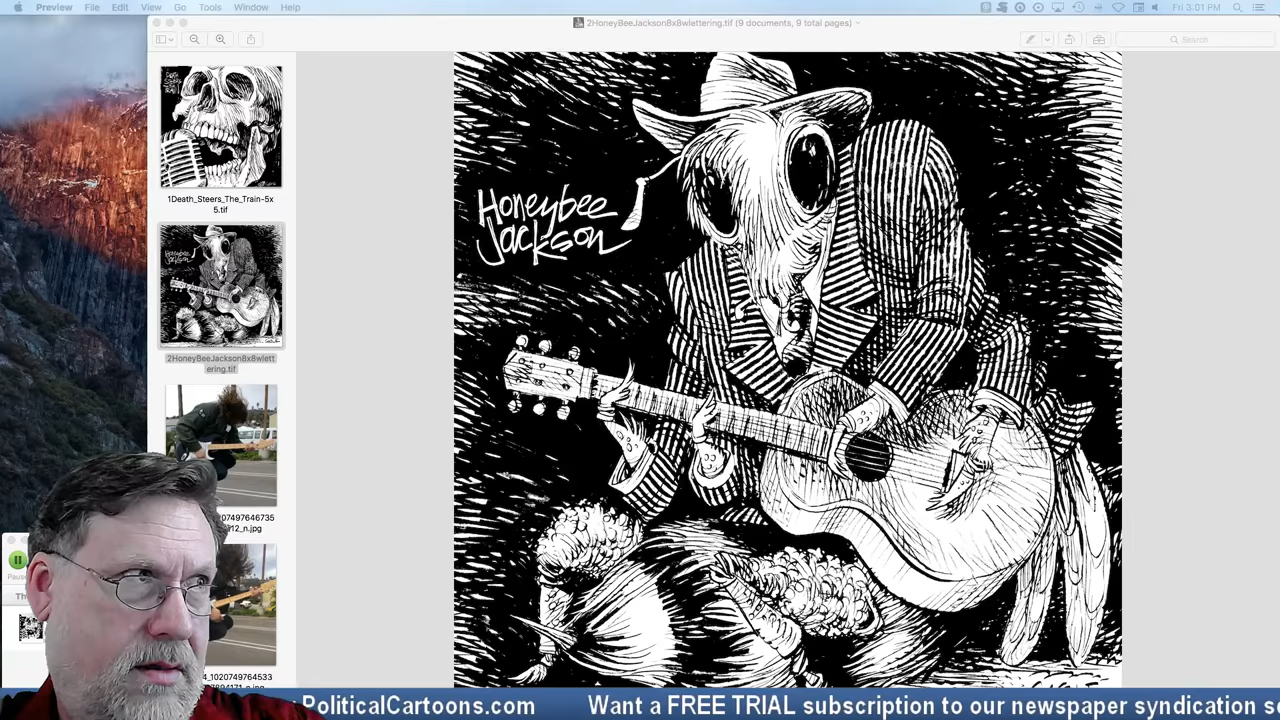 Preview File Edit View Go Tools Window Help Fri 3:01 PM
2HoneyBeeJackson8x8wlettering.tif (9 documents, 9 total pages)
Search
1Death_Steers_The_Train-5x
5.tif
2HoneyBeeJackson8x8wlett
ering.tif
Honeybee
Jackson
PoliticalCartoons.com Want a FREE TRIAL subscription to our newspaper syndication